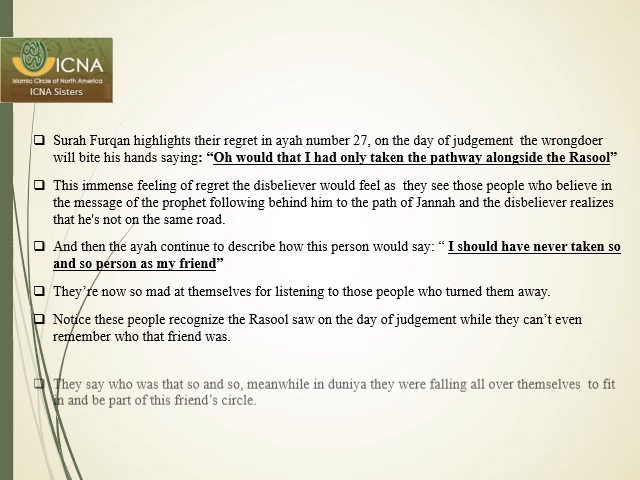 ICNA
Islamic Circle of North America
ICNA Sisters
Surah Furqan highlights their regret in ayah number 27, on the day of judgement the wrongdoer
will bite his hands saying: “Oh would that I had only taken the pathway alongside the Rasool”
This immense feeling of regret the disbeliever would feel as they see those people who believe in
the message of the prophet following behind him to the path of Jannah and the disbeliever realizes
that he's not on the same road.
And then the ayah continue to describe how this person would say: “ I should have never taken so
and so person as my friend”
They’re now so mad at themselves for listening to those people who turned them away.
Notice these people recognize the Rasool saw on the day of judgement while they can’t even
remember who that friend was.
They say who was that so and so, meanwhile in duniya they were falling all over themselves to fit
in and be part of this friend’s circle.